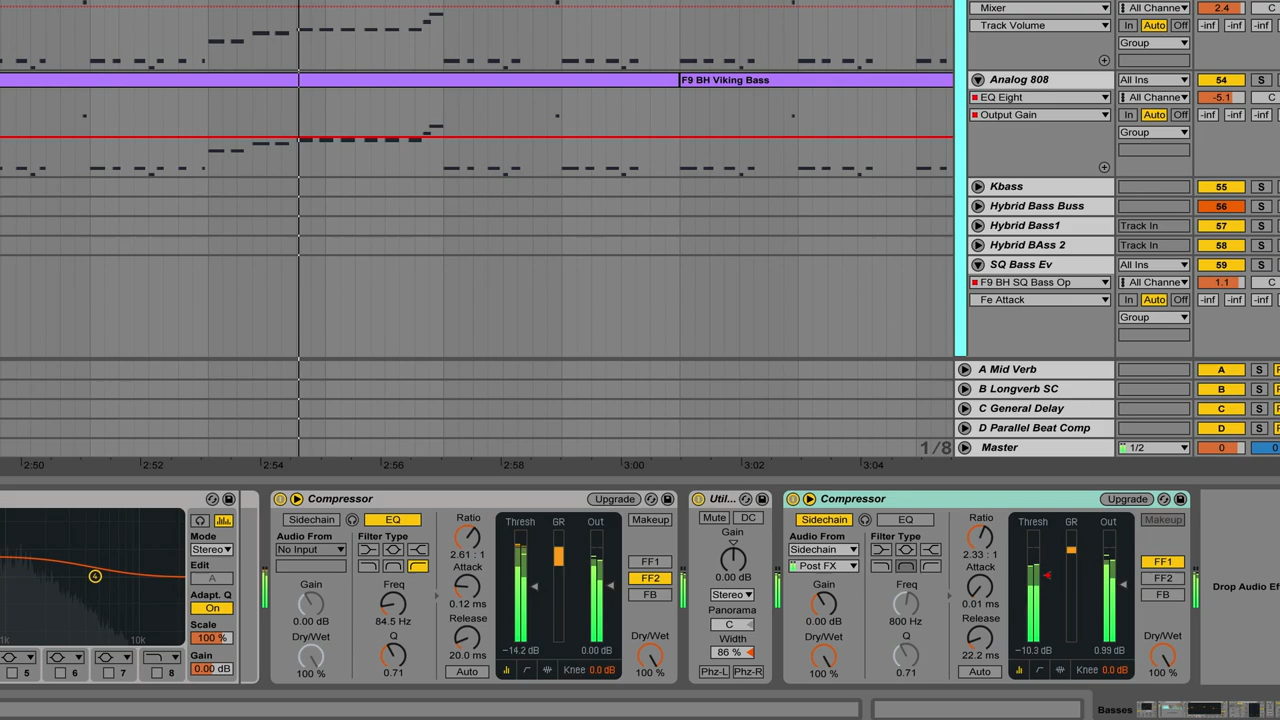 Mixer All Channe 2.4 C
Track Volume In Auto Off -inf -inf
Group
F9 BH Viking Bass Analog 808 All Ins 54 S
EQ Eight All Channe -5.1 C
Output Gain In Auto Off -inf -inf
Group
Kbass 55 S
Hybrid Bass Buss 56 S
Hybrid Bass1 Track In 57 S
Hybrid BAss 2 Track In 58 S
SQ Bass Ev All Ins 59 S
F9 BH SQ Bass Op All Channe 1.1 C
Fe Attack In Auto Off -inf -inf
Group
A Mid Verb A S
B Longverb SC B S
C General Delay C S
D Parallel Beat Comp D S
1/8 Master 1/2 0 0
2:50 2:52 2:54 2:56 2:58 3:00 3:02 3:04
Compressor Upgrade Util... Compressor Upgrade
Mode
Stereo
Edit
A
Adapt. Q
On
Scale
100 %
Gain
0.00 dB
4
1k 10k
5 6 7 8
Sidechain EQ
Audio From Filter Type
No Input
Gain Freq
0.00 dB 84.5 Hz
Dry/Wet Q
100 % 0.71
Ratio
2.61 : 1
Attack
0.12 ms
Release
20.0 ms
Auto
Thresh GR Out
-14.2 dB 0.00 dB
Knee 0.0 dB
Makeup
FF1
FF2
FB
Dry/Wet
100 %
Mute DC
Gain
0.00 dB
Stereo
Panorama
C
Width
86 %
Phz-L Phz-R
Sidechain EQ
Audio From Filter Type
Sidechain
Post FX
Gain Freq
0.00 dB 800 Hz
Dry/Wet Q
100 % 0.71
Ratio
2.33 : 1
Attack
0.01 ms
Release
22.2 ms
Auto
Thresh GR Out
-10.3 dB 0.99 dB
Knee 0.0 dB
Makeup
FF1
FF2
FB
Dry/Wet
100 %
Drop Audio Ef
Basses